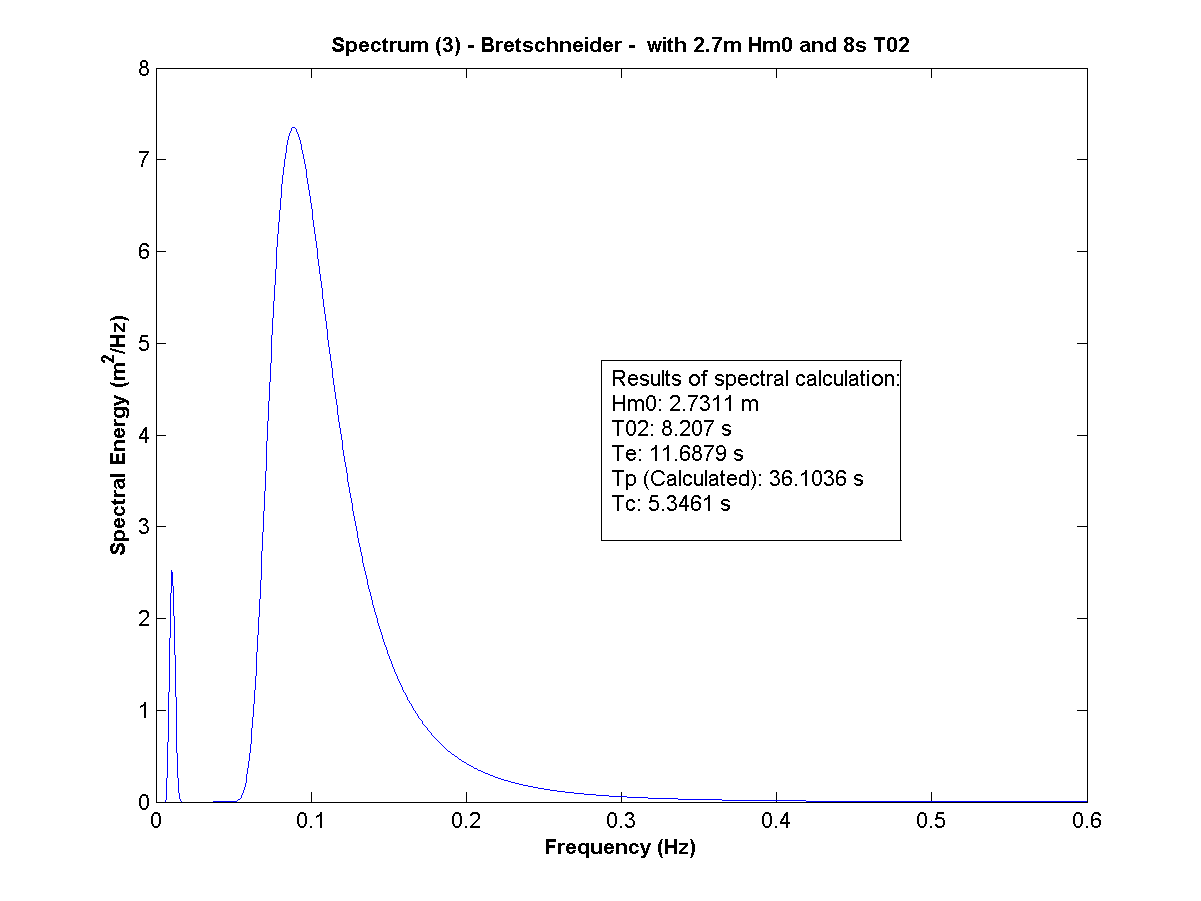 Spectrum (3) - Bretschneider - with 2.7m Hm0 and 8s T02
8
7
6
5
4
3
2
1
0
Spectral Energy (m²/Hz)
Results of spectral calculation:
Hm0: 2.7311 m
T02: 8.207 s
Te: 11.6879 s
Tp (Calculated): 36.1036 s
Tc: 5.3461 s
0 0.1 0.2 0.3 0.4 0.5 0.6
Frequency (Hz)